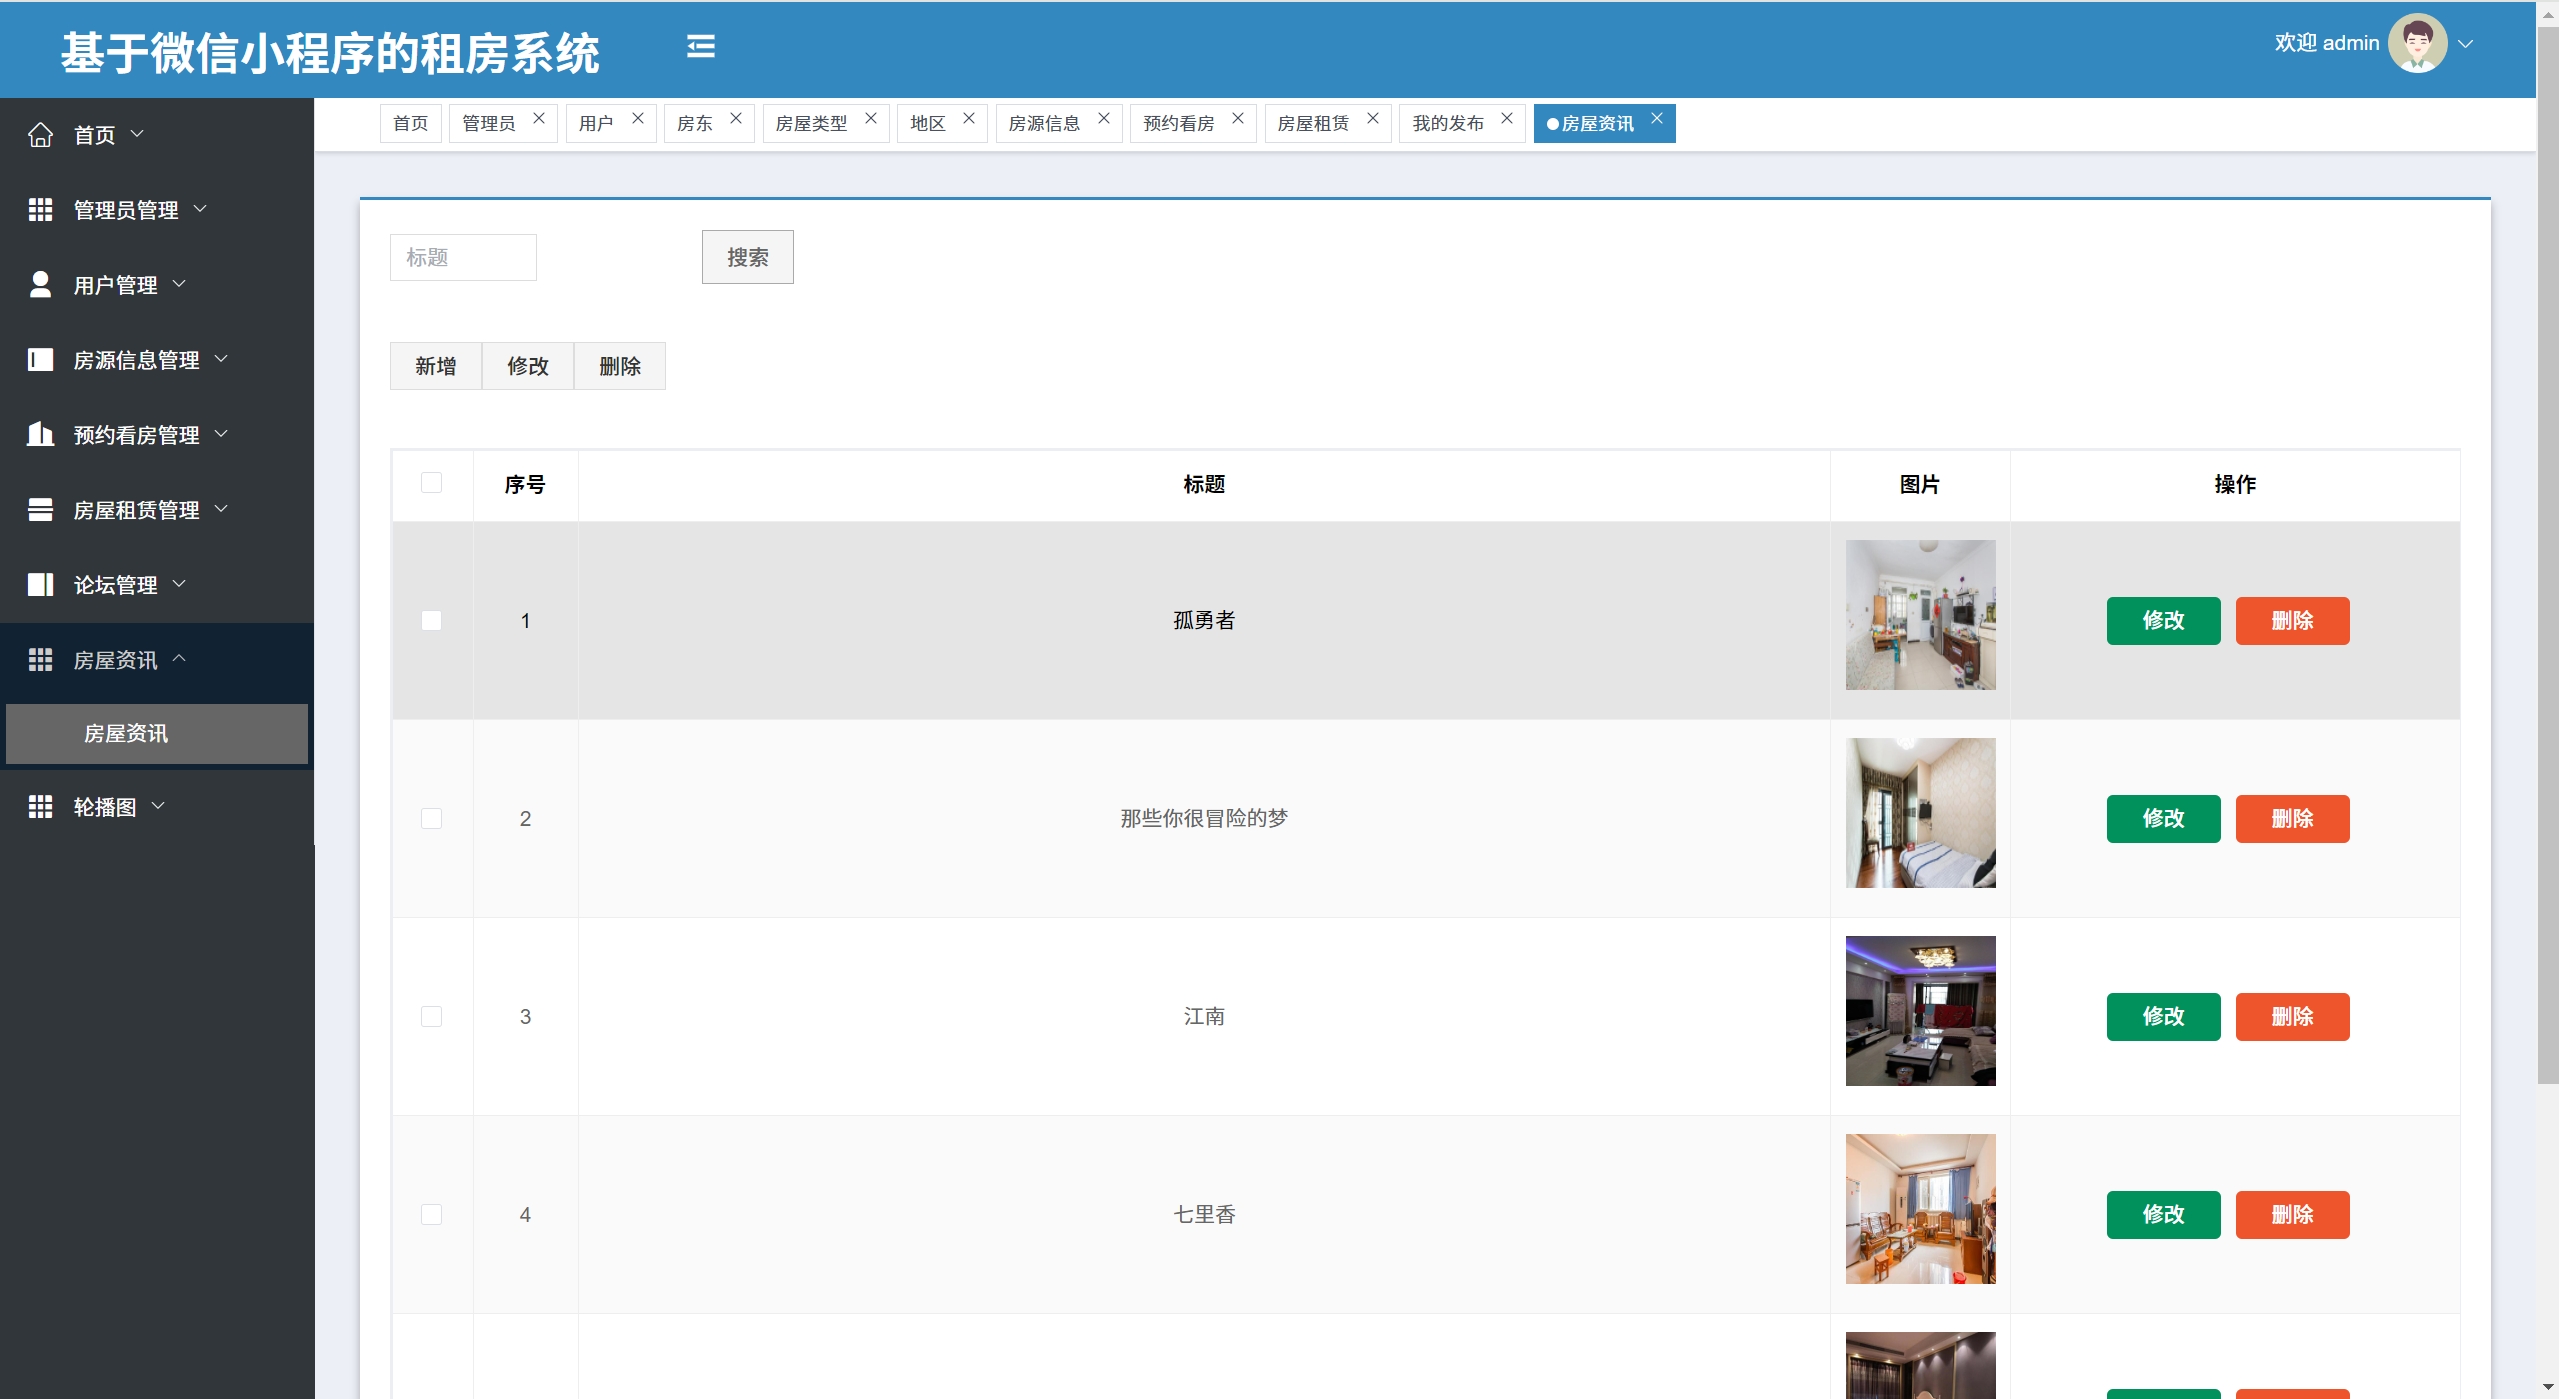 基于微信小程序的租房系统
欢迎 admin
首页 管理员 用户 房东 房屋类型 地区 房源信息 预约看房 房屋租赁 我的发布 房屋资讯
首页
管理员管理
用户管理
房源信息管理
预约看房管理
房屋租赁管理
论坛管理
房屋资讯
房屋资讯
轮播图
标题 搜索
新增 修改 删除
序号 标题 图片 操作
1 孤勇者 修改 删除
2 那些你很冒险的梦 修改 删除
3 江南 修改 删除
4 七里香 修改 删除